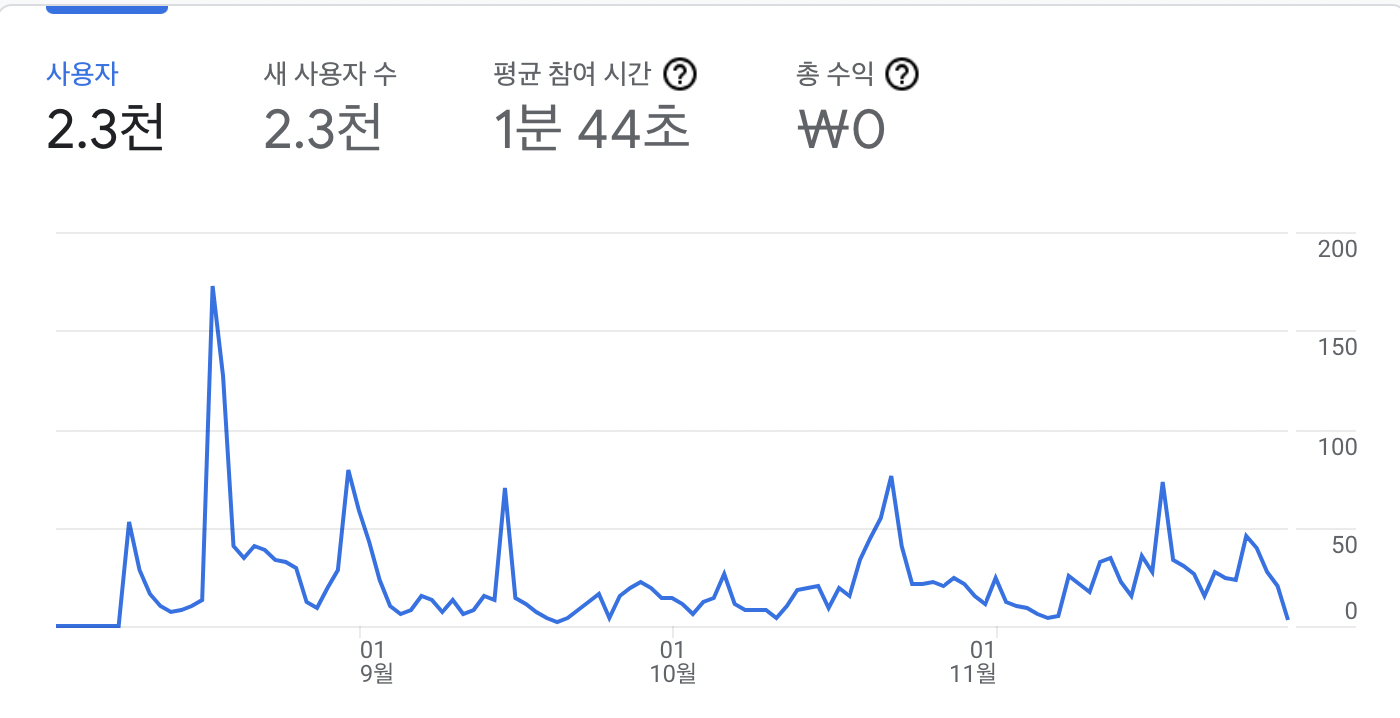 사용자
2.3천
새 사용자 수
2.3천
평균 참여 시간 ?
1분 44초
총 수익 ?
₩0
200
150
100
50
0
01
9월
01
10월
01
11월